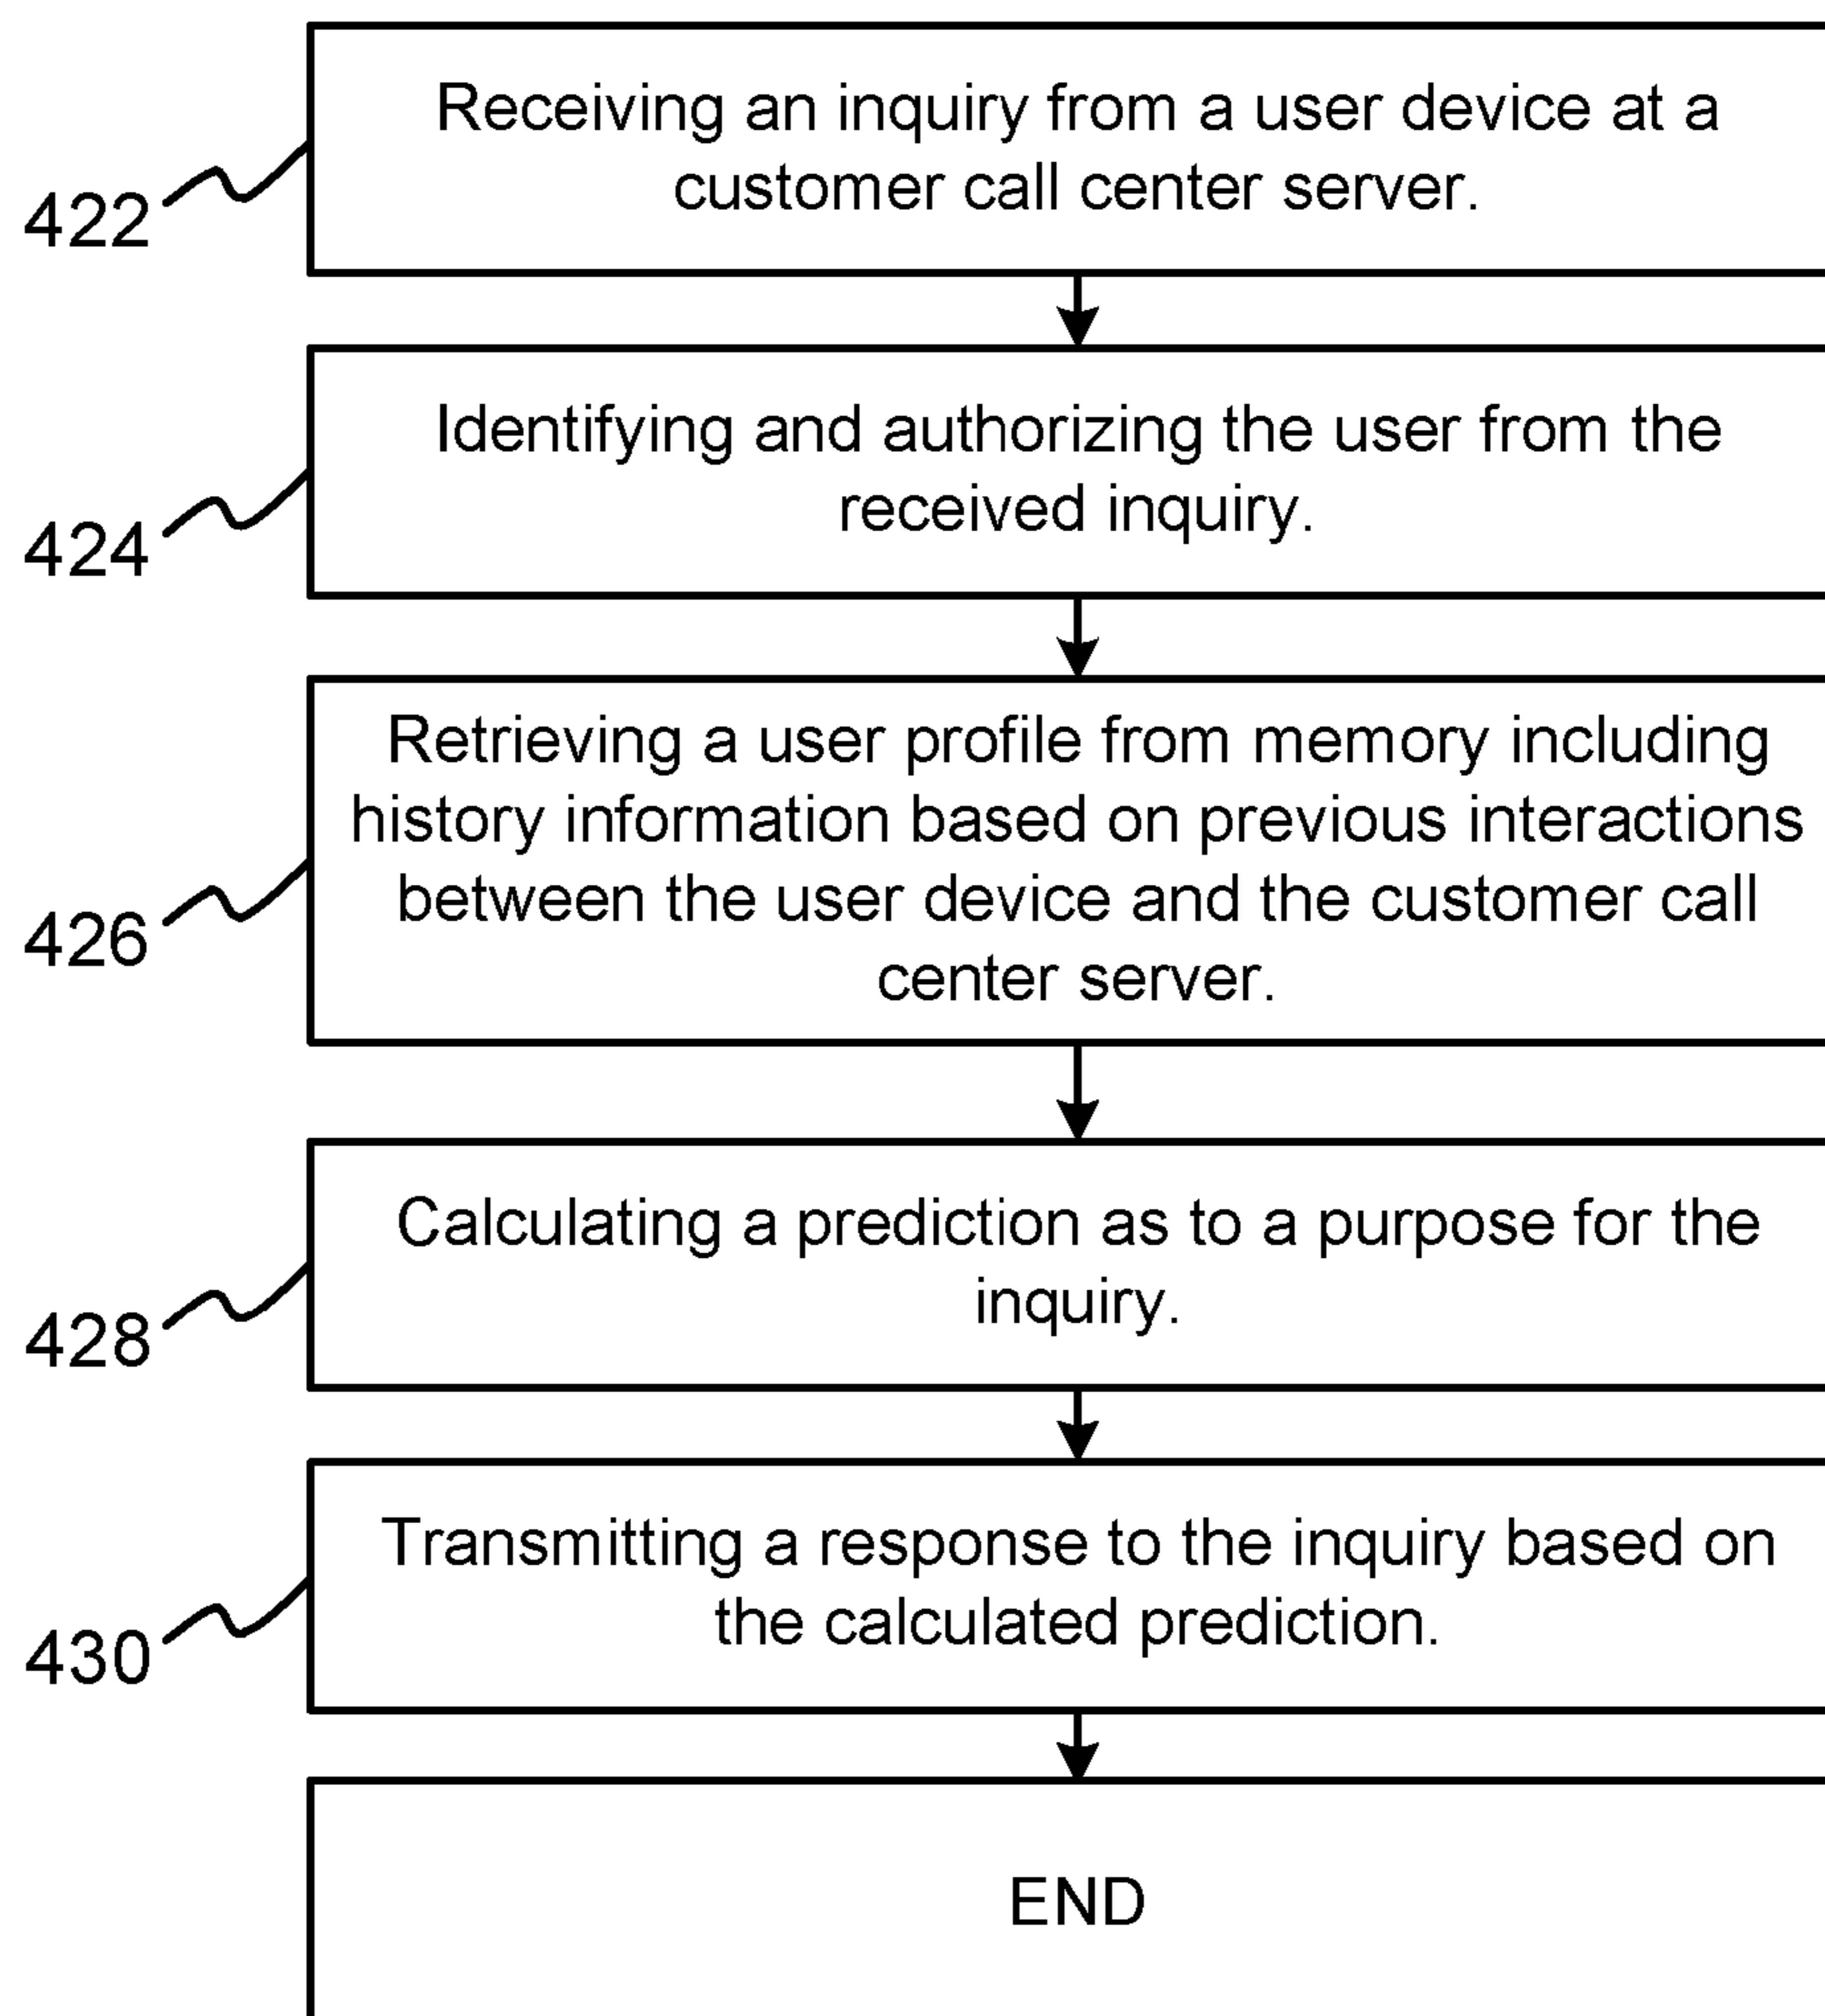 Receiving an inquiry from a user device at a
customer call center server.
422
Identifying and authorizing the user from the
received inquiry.
424
Retrieving a user profile from memory including
history information based on previous interactions
between the user device and the customer call
center server.
426
Calculating a prediction as to a purpose for the
inquiry.
428
Transmitting a response to the inquiry based on
the calculated prediction.
430
END